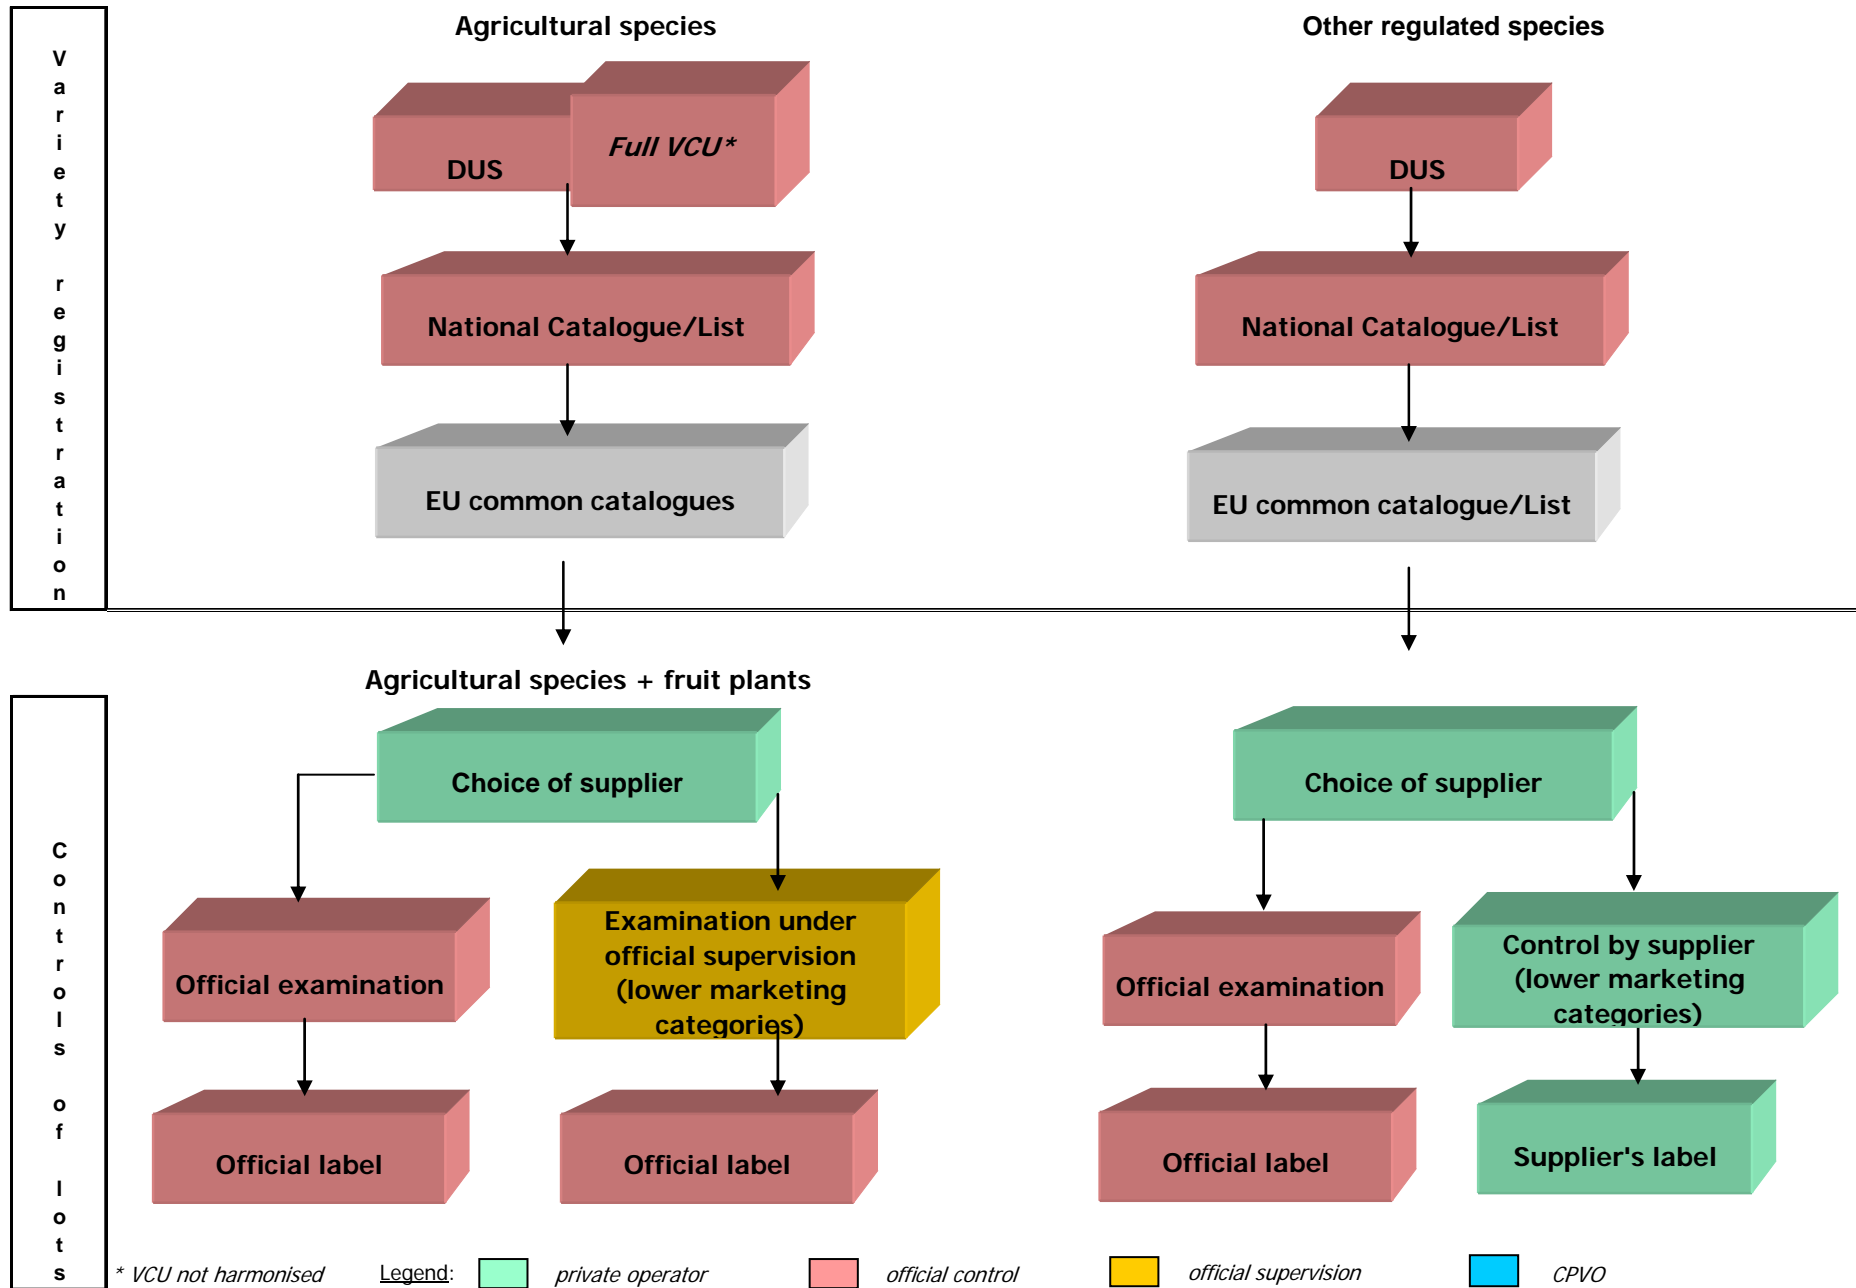 Variety registration
Agricultural species
Other regulated species
DUS
Full VCU*
DUS
National Catalogue/List
National Catalogue/List
EU common catalogues
EU common catalogue/List
Controls of lots
Agricultural species + fruit plants
Choice of supplier
Choice of supplier
Official examination
Examination under
official supervision
(lower marketing
categories)
Official examination
Control by supplier
(lower marketing
categories)
Official label
Official label
Official label
Supplier's label
* VCU not harmonised
Legend:
private operator
official control
official supervision
CPVO